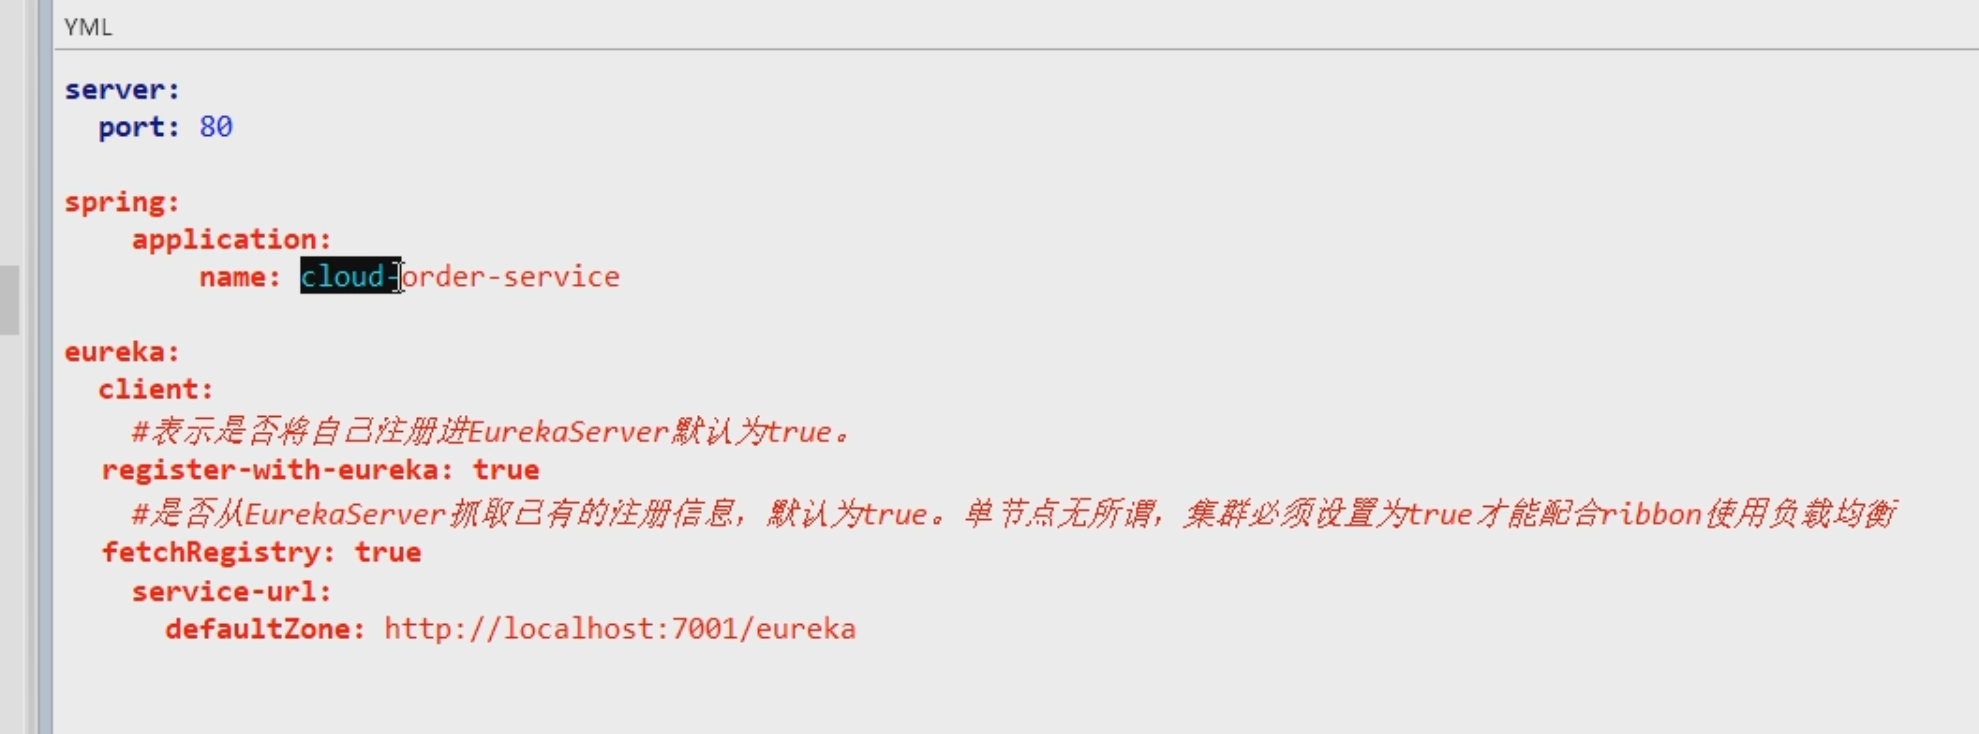 YML
server:
  port: 80
spring:
    application:
        name: cloud-order-service
eureka:
  client:
    #表示是否将自己注册进EurekaServer默认为true。
  register-with-eureka: true
    #是否从EurekaServer抓取已有的注册信息，默认为true。单节点无所谓，集群必须设置为true才能配合ribbon使用负载均衡
  fetchRegistry: true
    service-url:
      defaultZone: http://localhost:7001/eureka